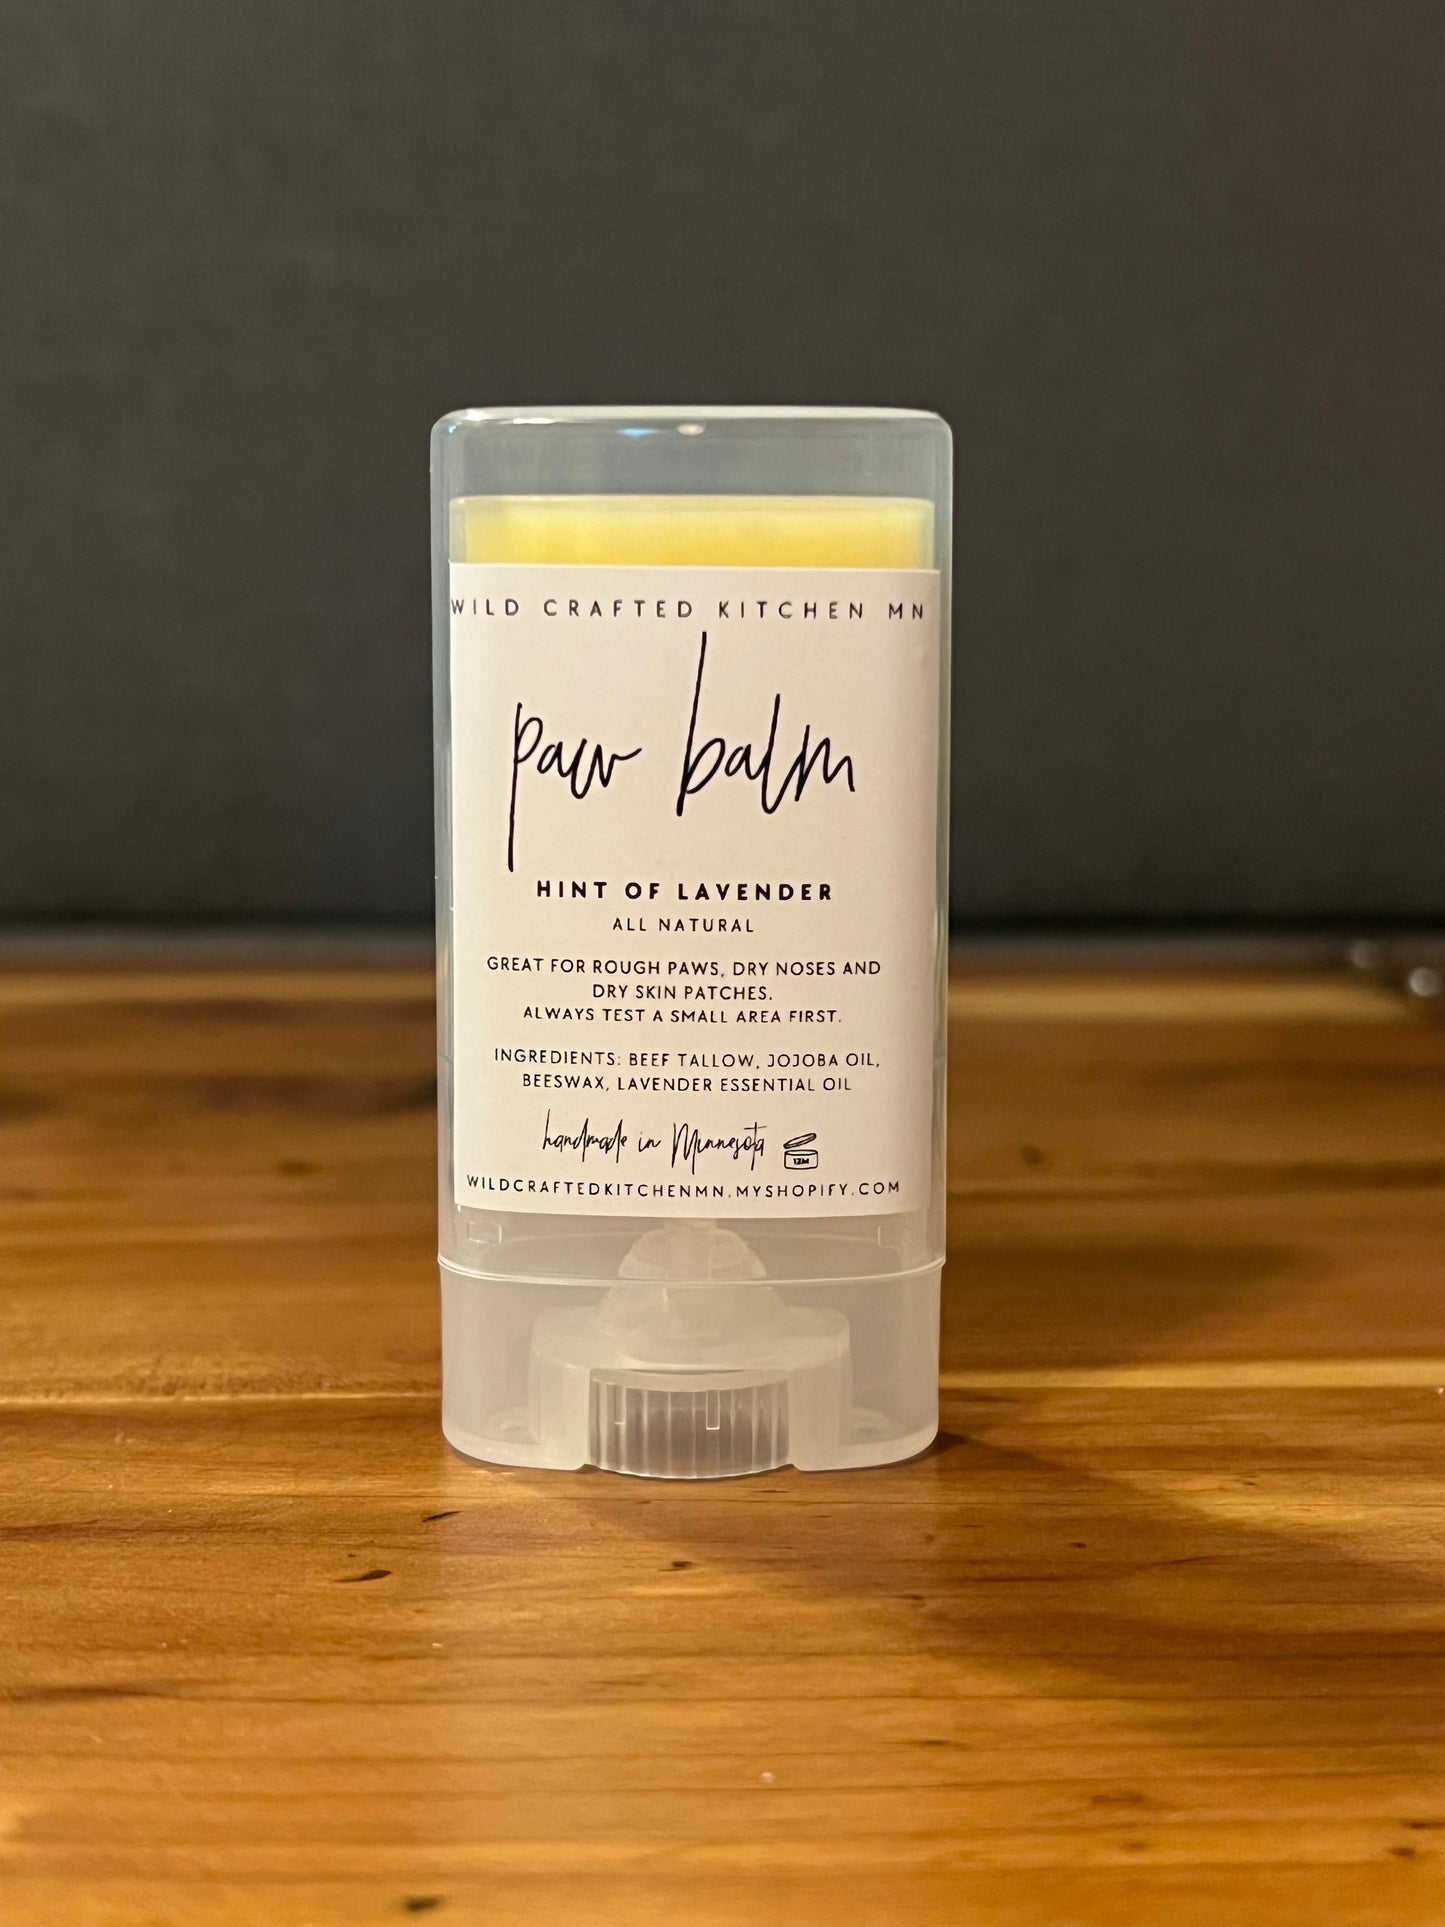 WILD CRAFTED KITCHEN MN
paw balm
HINT OF LAVENDER
ALL NATURAL
GREAT FOR ROUGH PAWS, DRY NOSES AND
DRY SKIN PATCHES.
ALWAYS TEST A SMALL AREA FIRST.
INGREDIENTS: BEEF TALLOW, JOJOBA OIL,
BEESWAX, LAVENDER ESSENTIAL OIL
handmade in Minnesota 12M
WILDCRAFTEDKITCHENMN.MYSHOPIFY.COM